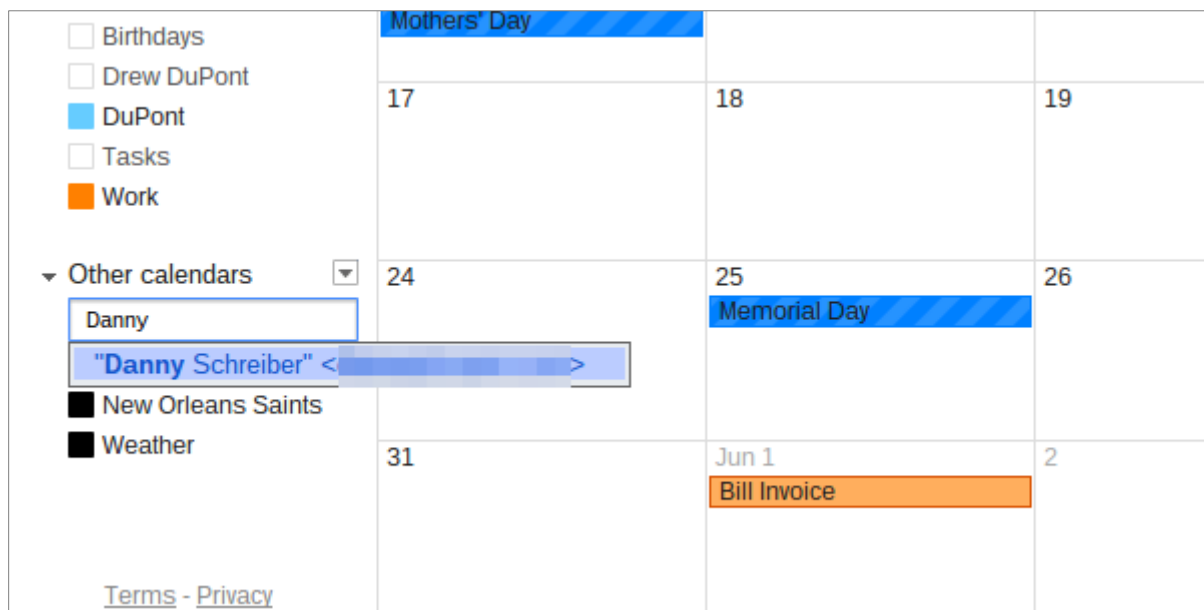 Birthdays
Drew DuPont
DuPont
Tasks
Work
Other calendars
Danny
"Danny Schreiber" < >
New Orleans Saints
Weather
Terms - Privacy
Mothers' Day
17 18 19
24 25 26
Memorial Day
31 Jun 1 2
Bill Invoice